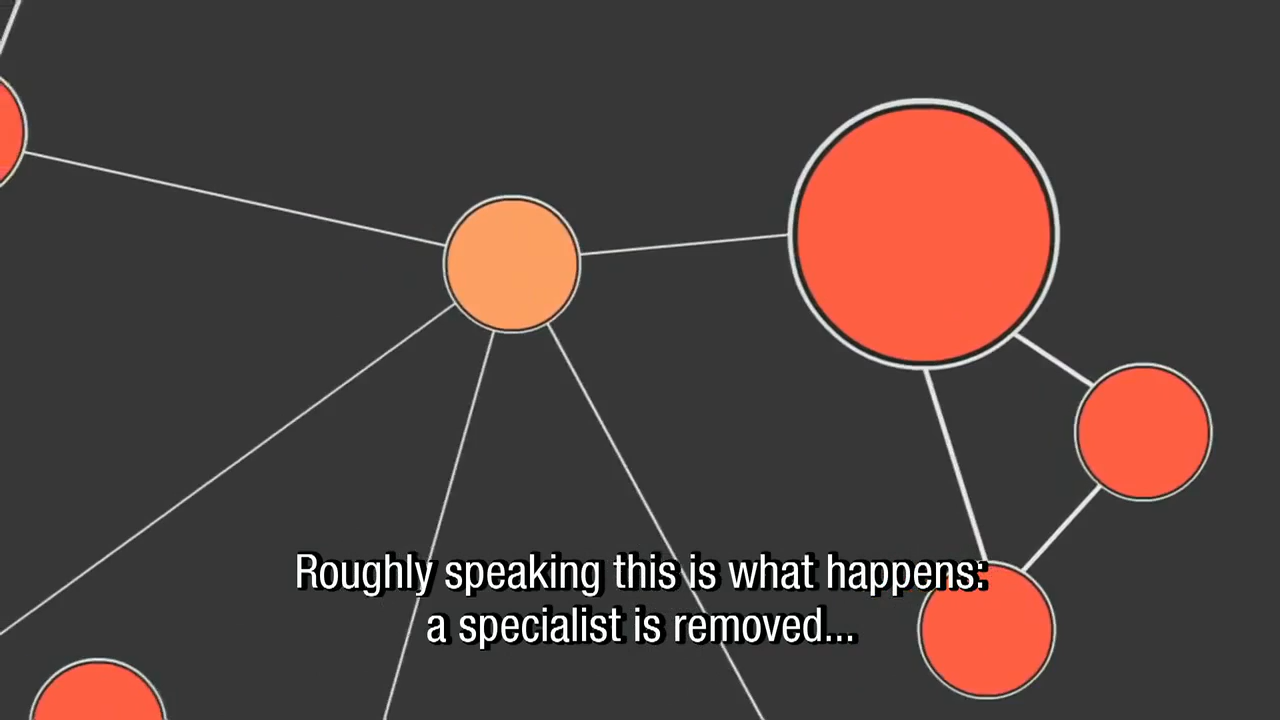 Roughly speaking this is what happens:
a specialist is removed...